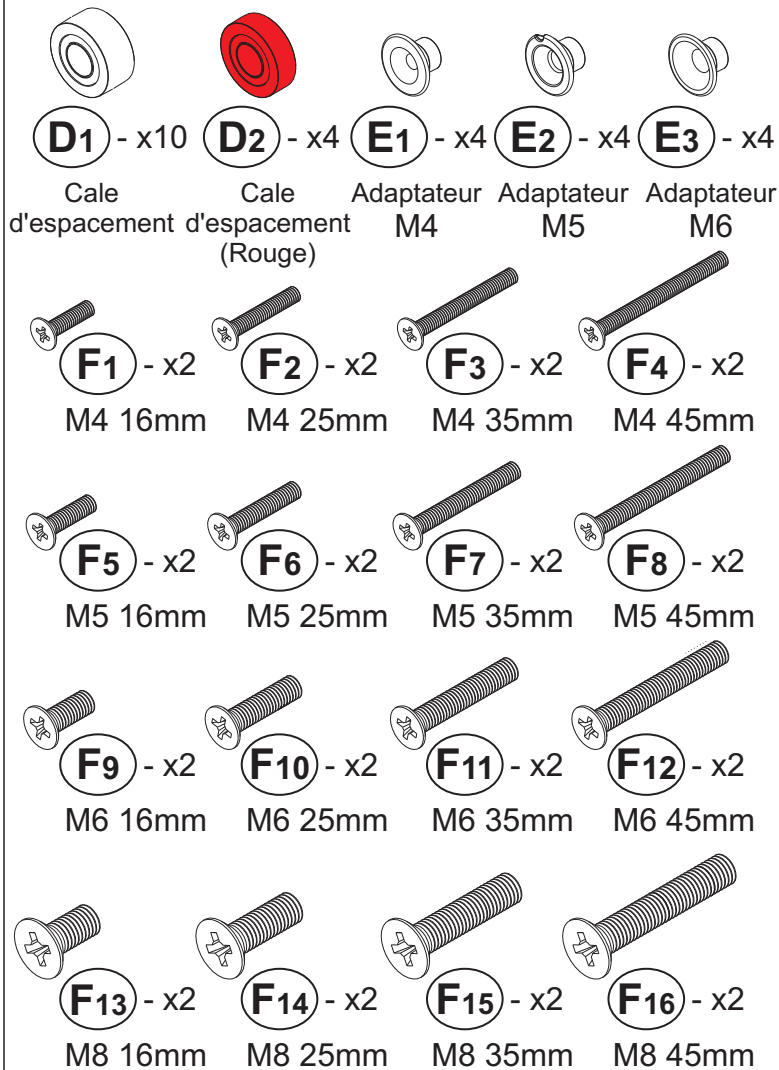 D1 - x10 D2 - x4 E1 - x4 E2 - x4 E3 - x4
Cale Cale Adaptateur Adaptateur Adaptateur
d'espacement d'espacement M4 M5 M6
(Rouge)
F1 - x2 F2 - x2 F3 - x2 F4 - x2
M4 16mm M4 25mm M4 35mm M4 45mm
F5 - x2 F6 - x2 F7 - x2 F8 - x2
M5 16mm M5 25mm M5 35mm M5 45mm
F9 - x2 F10 - x2 F11 - x2 F12 - x2
M6 16mm M6 25mm M6 35mm M6 45mm
F13 - x2 F14 - x2 F15 - x2 F16 - x2
M8 16mm M8 25mm M8 35mm M8 45mm